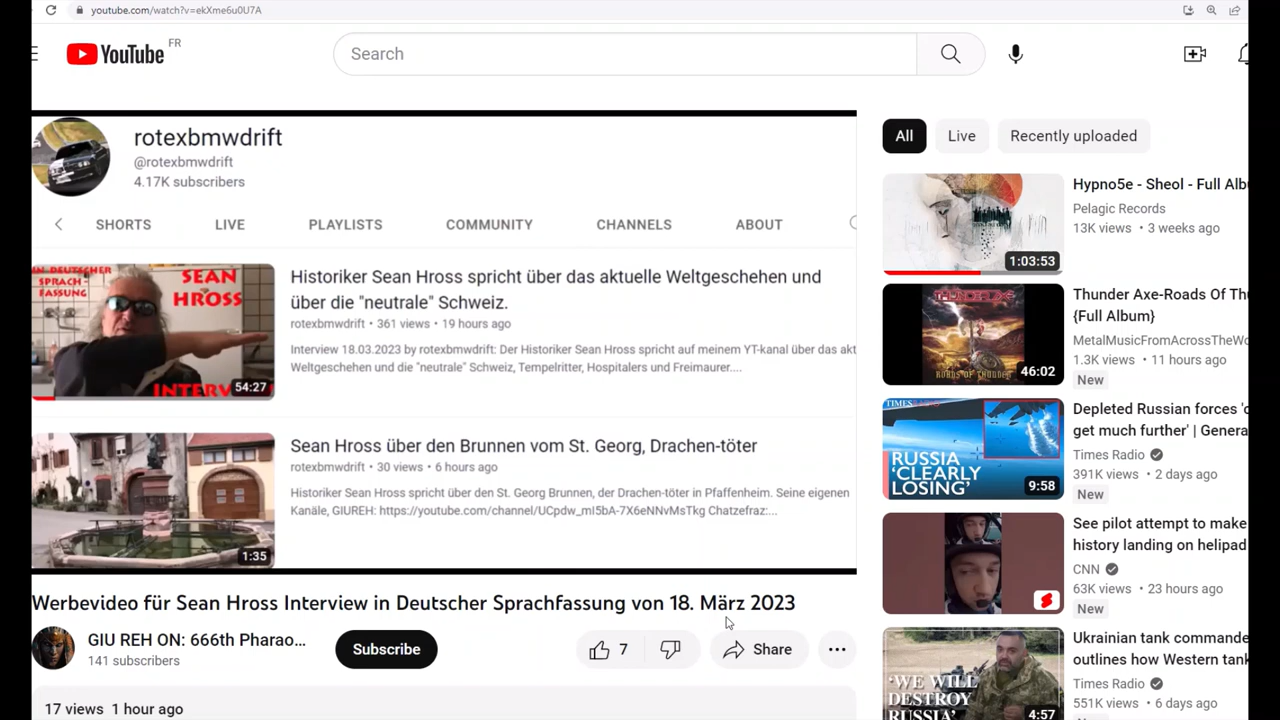 youtube.com/watch?v=ekXme6u0U7A
YouTube FR
Search
rotexbmwdrift
@rotexbmwdrift
4.17K subscribers
SHORTS LIVE PLAYLISTS COMMUNITY CHANNELS ABOUT
IN DEUTSCHER
SPRACH-
FASSUNG
SEAN
HROSS
INTERV
54:27
Historiker Sean Hross spricht über das aktuelle Weltgeschehen und
über die "neutrale" Schweiz.
rotexbmwdrift • 361 views • 19 hours ago
Interview 18.03.2023 by rotexbmwdrift: Der Historiker Sean Hross spricht auf meinem YT-kanal über das akt
Weltgeschehen und die "neutrale" Schweiz, Tempelritter, Hospitalers und Freimaurer....
1:35
Sean Hross über den Brunnen vom St. Georg, Drachen-töter
rotexbmwdrift • 30 views • 6 hours ago
Historiker Sean Hross spricht über den St. Georg Brunnen, der Drachen-töter in Pfaffenheim. Seine eigenen
Kanäle, GIUREH: https://youtube.com/channel/UCpdw_mI5bA-7X6eNNvMsTkg Chatzefraz:...
Werbevideo für Sean Hross Interview in Deutscher Sprachfassung von 18. März 2023
GIU REH ON: 666th Pharao...
141 subscribers
Subscribe
7
Share
17 views 1 hour ago
All Live Recently uploaded
1:03:53
Hypno5e - Sheol - Full Albu
Pelagic Records
13K views • 3 weeks ago
ROADS OF THUNDER
46:02
Thunder Axe-Roads Of Thu
{Full Album}
MetalMusicFromAcrossTheWo
1.3K views • 11 hours ago
New
TIMES RADIO
RUSSIA
'CLEARLY
LOSING'
9:58
Depleted Russian forces 'c
get much further' | Genera
Times Radio
391K views • 2 days ago
New
See pilot attempt to make
history landing on helipad
CNN
63K views • 23 hours ago
New
'WE WILL
DESTROY
RUSSIA'
4:57
Ukrainian tank commande
outlines how Western tank
Times Radio
551K views • 6 days ago